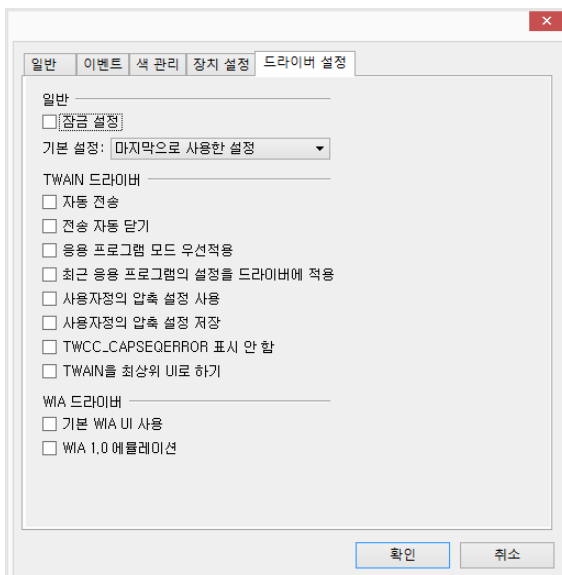 일반 이벤트 색 관리 장치 설정 드라이버 설정
일반
잠금 설정
기본 설정: 마지막으로 사용한 설정
TWAIN 드라이버
자동 전송
전송 자동 닫기
응용 프로그램 모드 우선적용
최근 응용 프로그램의 설정을 드라이버에 적용
사용자정의 압축 설정 사용
사용자정의 압축 설정 저장
TWCC_CAPSEQERROR 표시 안 함
TWAIN을 최상위 UI로 하기
WIA 드라이버
기본 WIA UI 사용
WIA 1.0 에뮬레이션
확인 취소